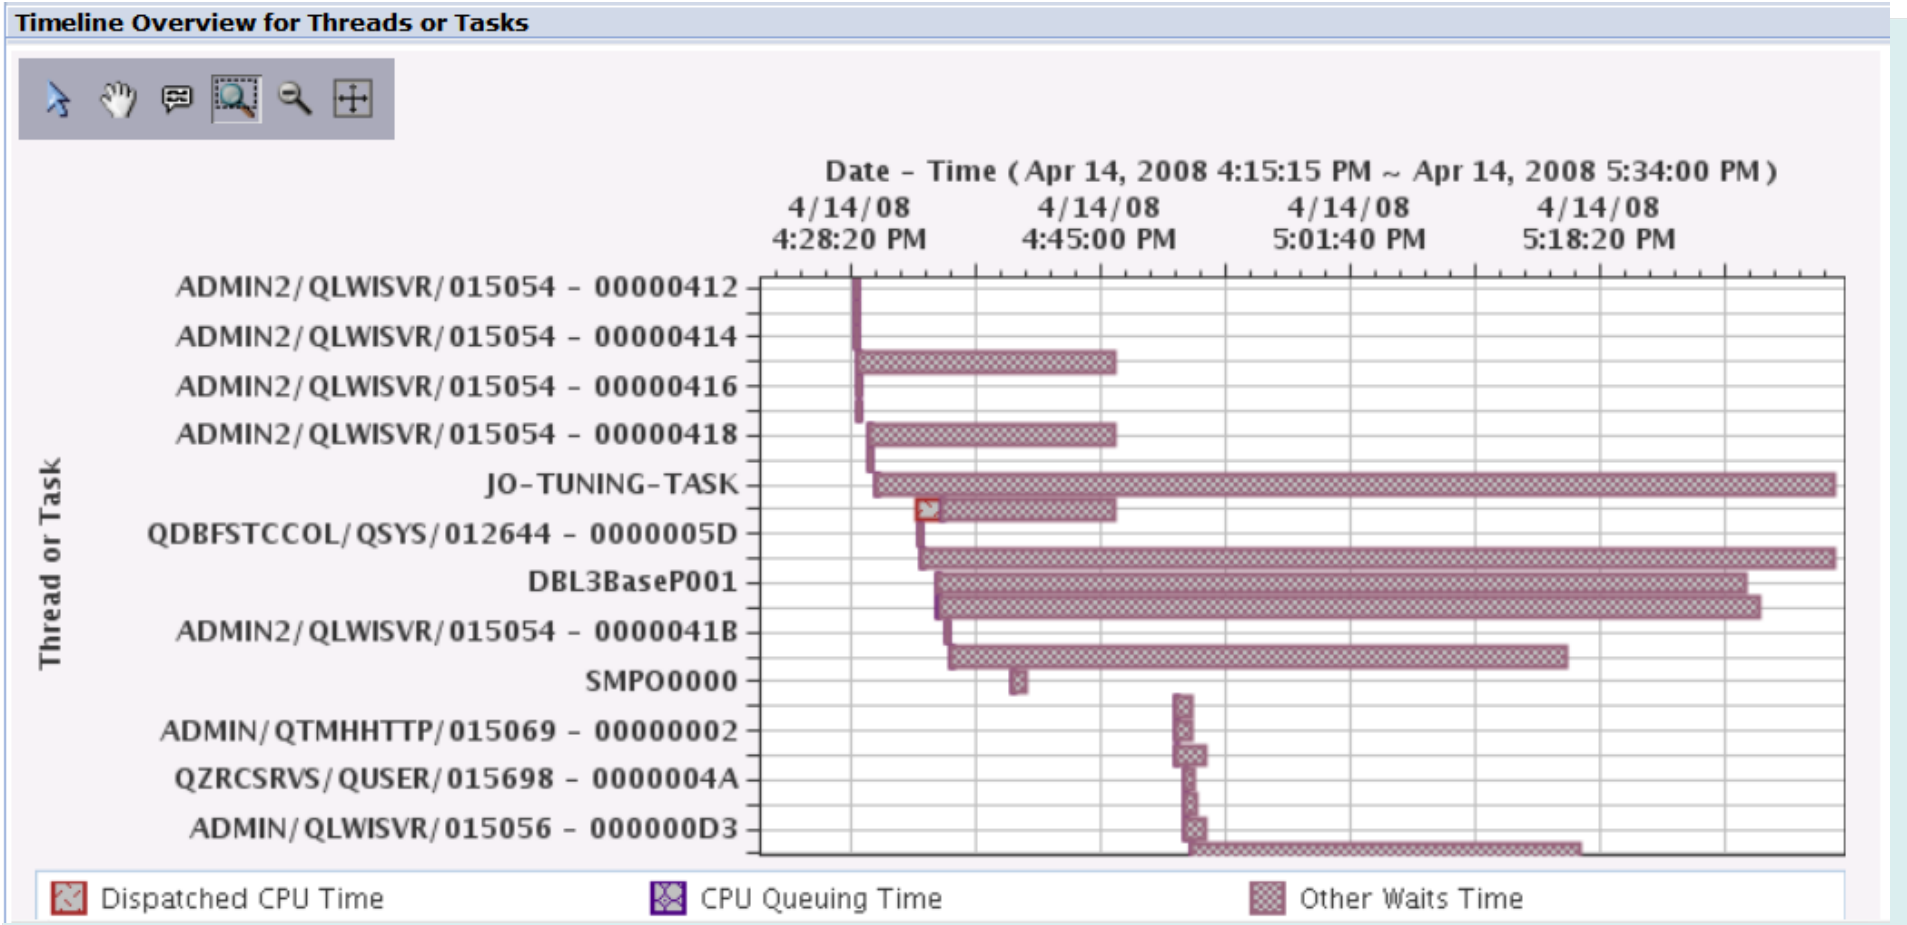 Timeline Overview for Threads or Tasks
Date - Time ( Apr 14, 2008 4:15:15 PM ~ Apr 14, 2008 5:34:00 PM )
4/14/08 4/14/08 4/14/08 4/14/08
4:28:20 PM 4:45:00 PM 5:01:40 PM 5:18:20 PM
Thread or Task
ADMIN2/QLWISVR/015054 - 00000412
ADMIN2/QLWISVR/015054 - 00000414
ADMIN2/QLWISVR/015054 - 00000416
ADMIN2/QLWISVR/015054 - 00000418
JO-TUNING-TASK
QDBFSTCCOL/QSYS/012644 - 0000005D
DBL3BaseP001
ADMIN2/QLWISVR/015054 - 0000041B
SMPO0000
ADMIN/QTMHHTTP/015069 - 00000002
QZRCSRVS/QUSER/015698 - 0000004A
ADMIN/QLWISVR/015056 - 000000D3
Dispatched CPU Time CPU Queuing Time Other Waits Time